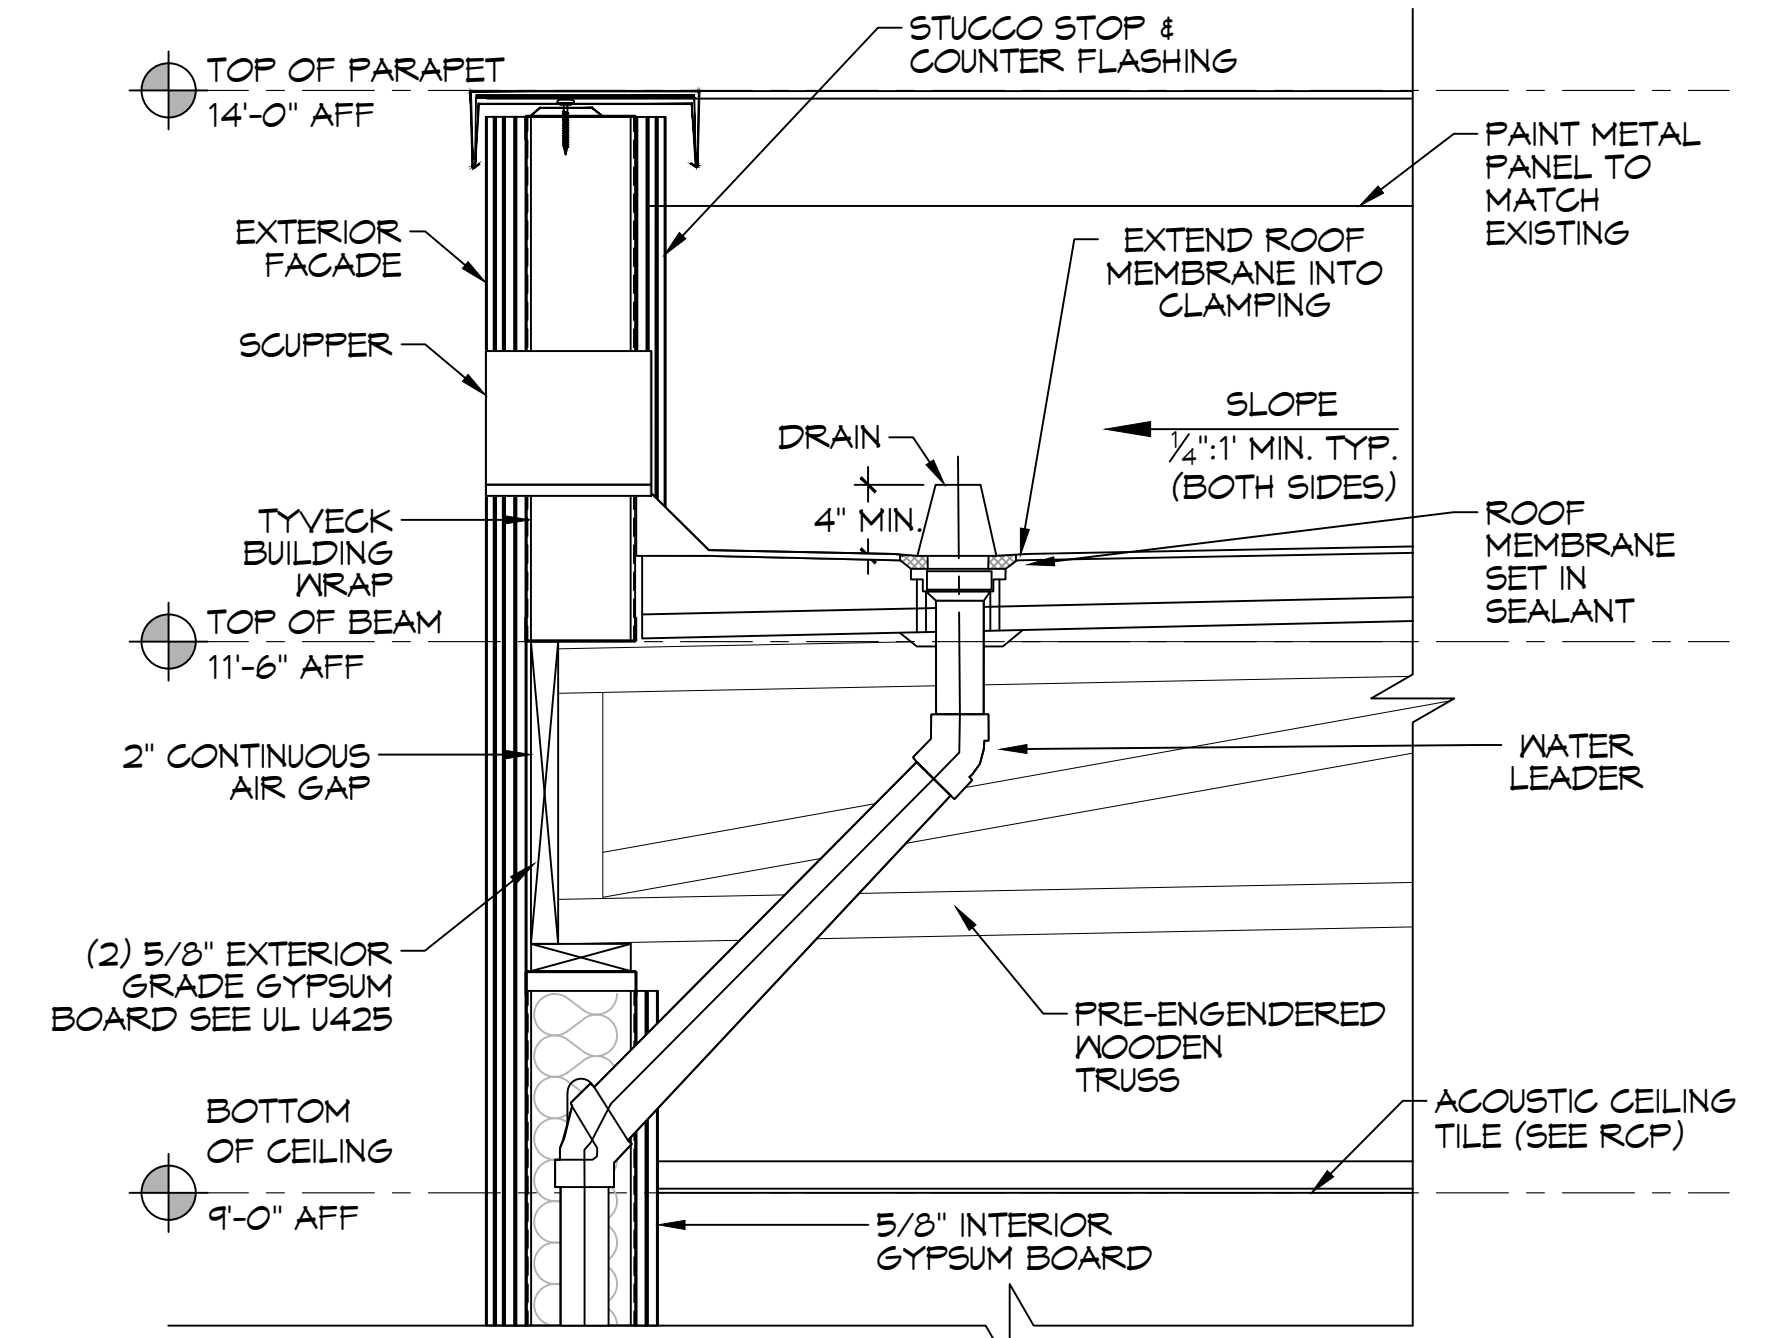 STUCCO STOP &
COUNTER FLASHING
TOP OF PARAPET
14'-0" AFF
PAINT METAL
PANEL TO
MATCH
EXISTING
EXTERIOR
FACADE
EXTEND ROOF
MEMBRANE INTO
CLAMPING
SCUPPER
SLOPE
1/4":1' MIN. TYP.
(BOTH SIDES)
DRAIN
4" MIN.
TYVECK
BUILDING
WRAP
ROOF
MEMBRANE
SET IN
SEALANT
TOP OF BEAM
11'-6" AFF
2" CONTINUOUS
AIR GAP
WATER
LEADER
(2) 5/8" EXTERIOR
GRADE GYPSUM
BOARD SEE UL U425
PRE-ENGENDERED
WOODEN
TRUSS
BOTTOM
OF CEILING
9'-0" AFF
ACOUSTIC CEILING
TILE (SEE RCP)
5/8" INTERIOR
GYPSUM BOARD